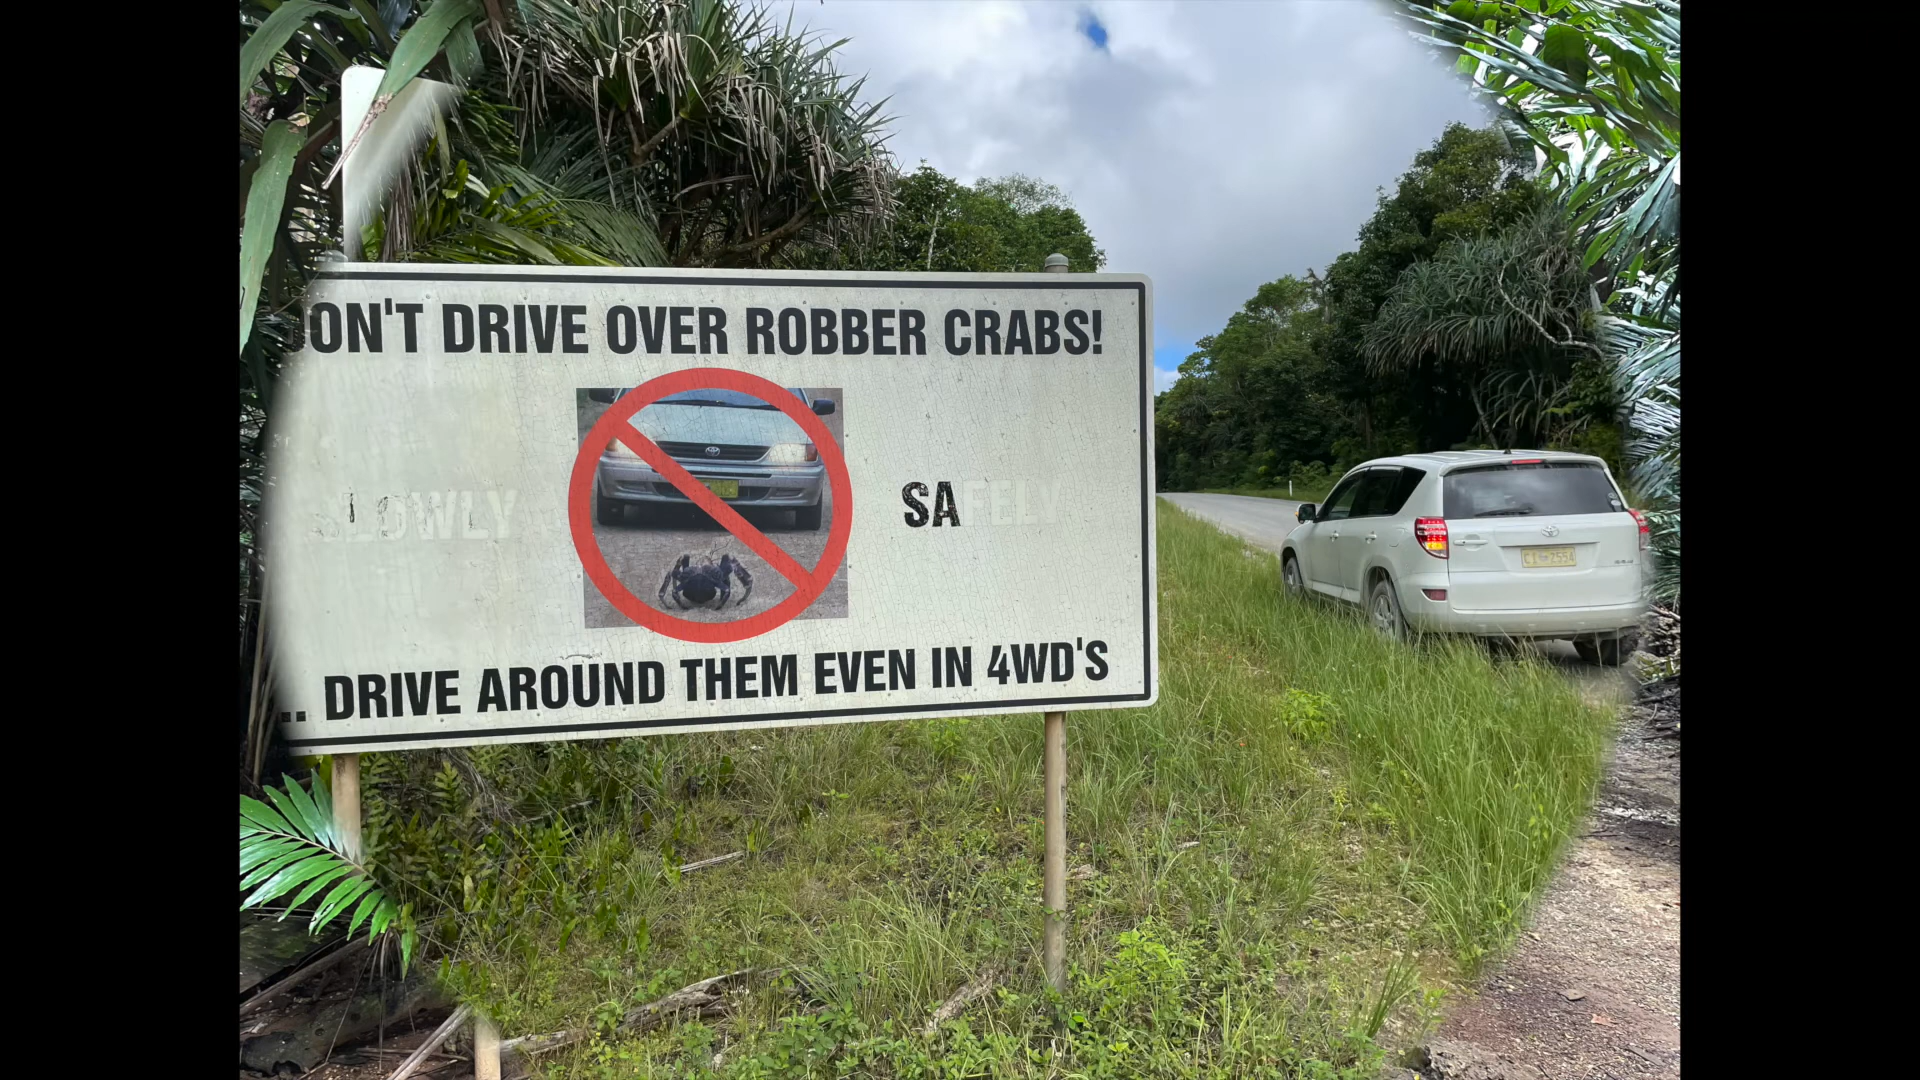 ON'T DRIVE OVER ROBBER CRABS!
SLOWLY SAFELY
.. DRIVE AROUND THEM EVEN IN 4WD'S